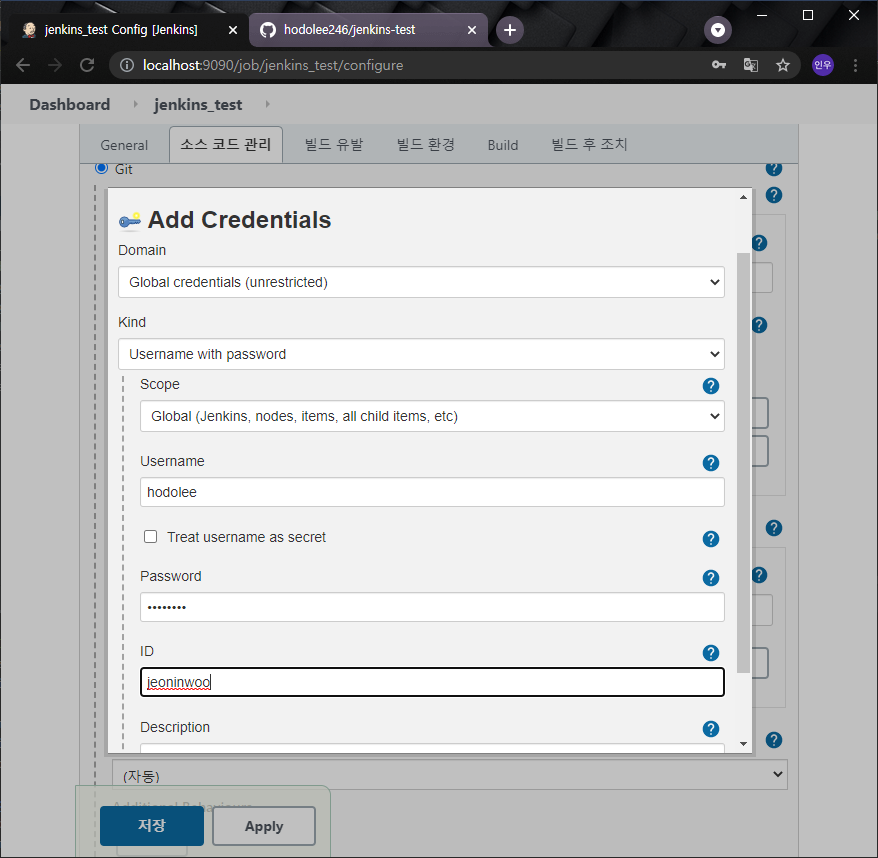 jenkins_test Config [Jenkins]
hodolee246/jenkins-test
localhost:9090/job/jenkins_test/configure
인우
Dashboard
jenkins_test
General
소스 코드 관리
빌드 유발
빌드 환경
Build
빌드 후 조치
Git
Add Credentials
Domain
Global credentials (unrestricted)
Kind
Username with password
Scope
Global (Jenkins, nodes, items, all child items, etc)
Username
hodolee
Treat username as secret
Password
••••••••
ID
jeoninwoo
Description
(자동)
Additional Behaviours
저장
Apply